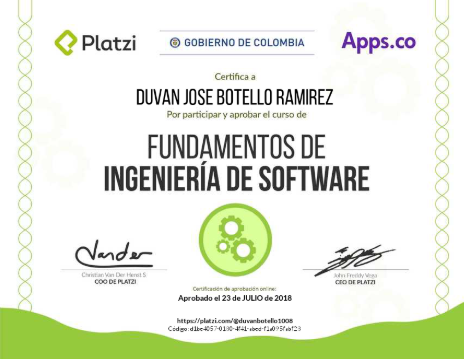 Platzi
GOBIERNO DE COLOMBIA
Apps.co
Certifica a
DUVAN JOSE BOTELLO RAMIREZ
Por participar y aprobar el curso de
FUNDAMENTOS DE
INGENIERÍA DE SOFTWARE
Christian Van Der Henst S.
COO DE PLATZI
John Freddy Vega
CEO DE PLATZI
Certificación de aprobación online:
Aprobado el 23 de JULIO de 2018
https://platzi.com/@duvanbotello1008
Código: